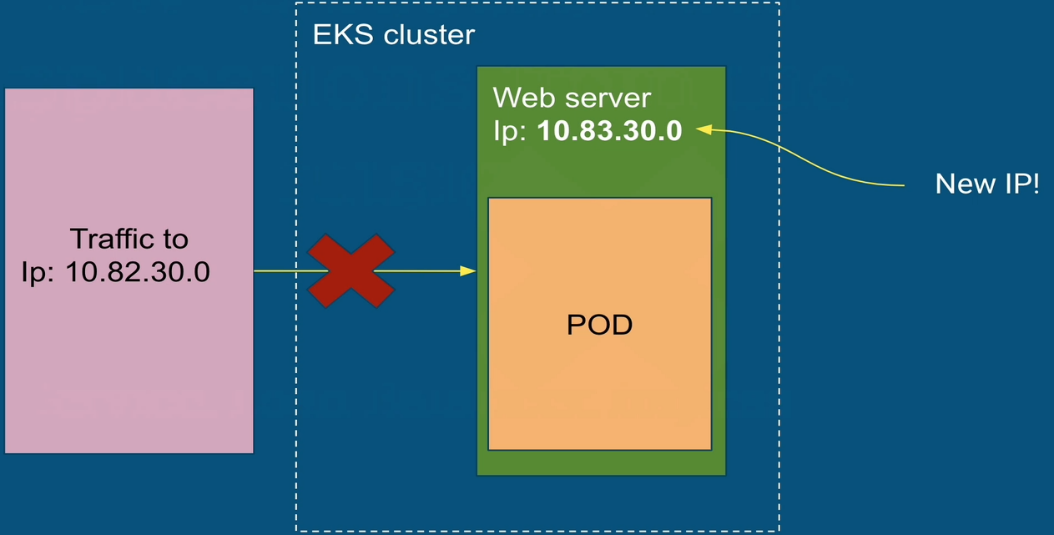 EKS cluster
Web server
Ip: 10.83.30.0
New IP!
Traffic to
Ip: 10.82.30.0
POD